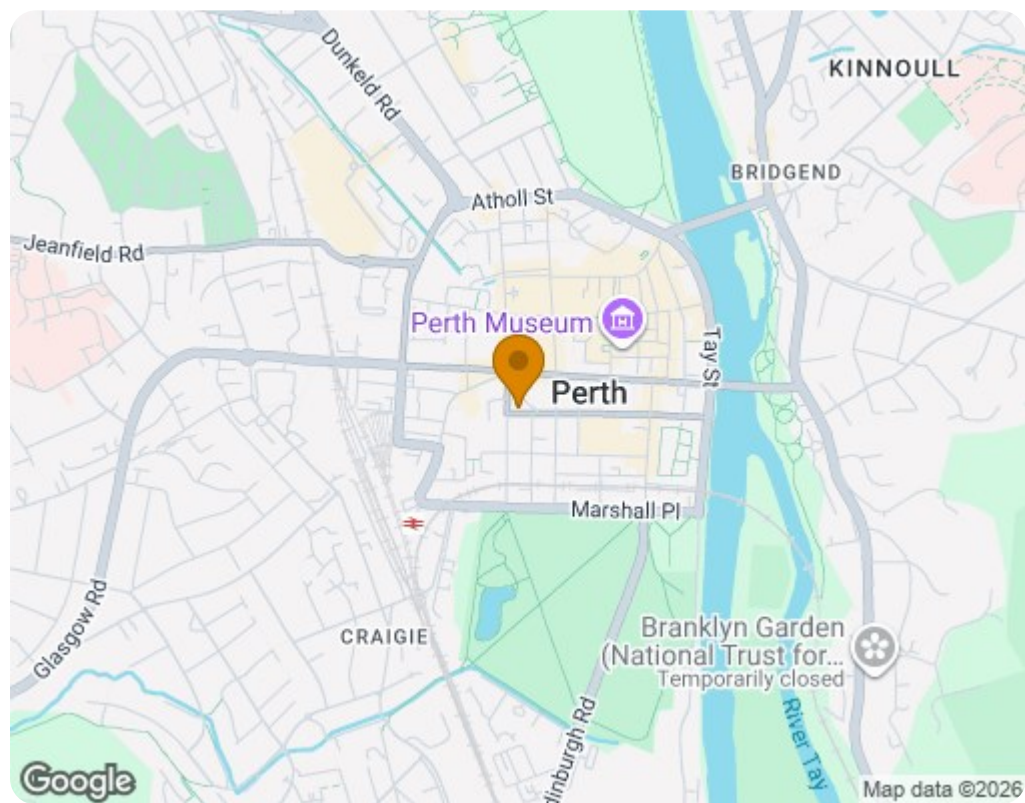 Dunkeld Rd
KINNOULL
BRIDGEND
Atholl St
Jeanfield Rd
Perth Museum
Tay St
Perth
Marshall Pl
Glasgow Rd
CRAIGIE
Branklyn Garden
(National Trust for...
Temporarily closed
River Tay
dinburgh Rd
Google
Map data ©2026